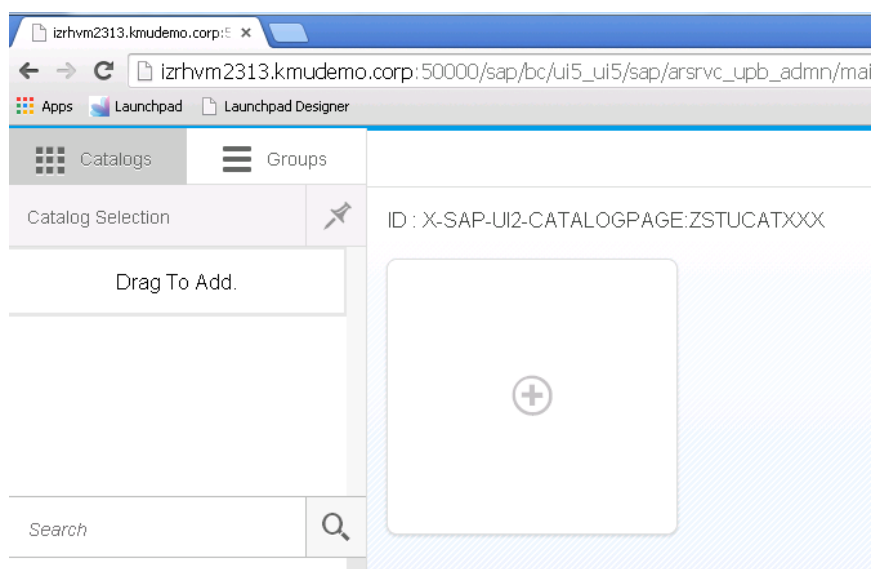 izrhvm2313.kmudemo.corp:5
izrhvm2313.kmudemo.corp:50000/sap/bc/ui5_ui5/sap/arsrvc_upb_admn/mai
Apps Launchpad Launchpad Designer
Catalogs Groups
Catalog Selection
ID : X-SAP-UI2-CATALOGPAGE:ZSTUCATXXX
Drag To Add.
Search